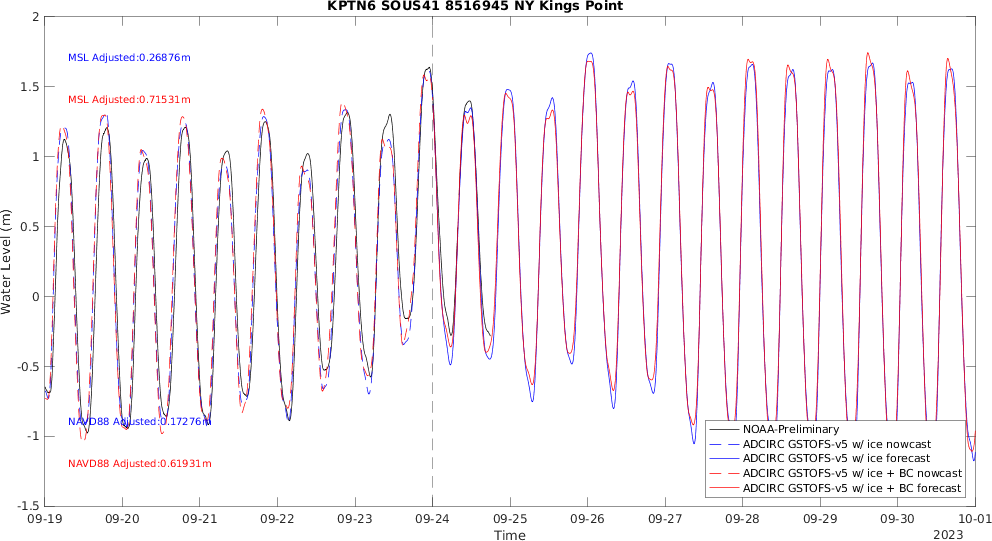 KPTN6 SOUS41 8516945 NY Kings Point
2
1.5
1
0.5
0
-0.5
-1
-1.5
Water Level (m)
MSL Adjusted:0.26876m
MSL Adjusted:0.71531m
NAVD88 Adjusted:0.17276m
NAVD88 Adjusted:0.61931m
NOAA-Preliminary
ADCIRC GSTOFS-v5 w/ ice nowcast
ADCIRC GSTOFS-v5 w/ ice forecast
ADCIRC GSTOFS-v5 w/ ice + BC nowcast
ADCIRC GSTOFS-v5 w/ ice + BC forecast
09-19 09-20 09-21 09-22 09-23 09-24 09-25 09-26 09-27 09-28 09-29 09-30 10-01
Time
2023